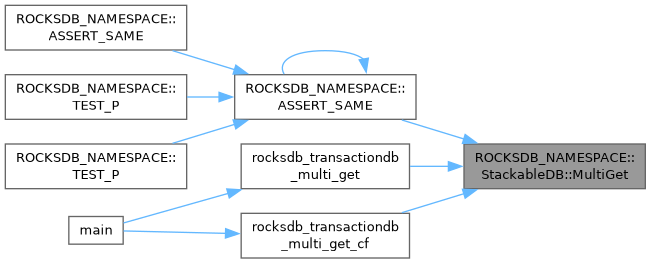 ROCKSDB_NAMESPACE::
ASSERT_SAME
ROCKSDB_NAMESPACE::
TEST_P
ROCKSDB_NAMESPACE::
TEST_P
main
ROCKSDB_NAMESPACE::
ASSERT_SAME
rocksdb_transactiondb
_multi_get
rocksdb_transactiondb
_multi_get_cf
ROCKSDB_NAMESPACE::
StackableDB::MultiGet